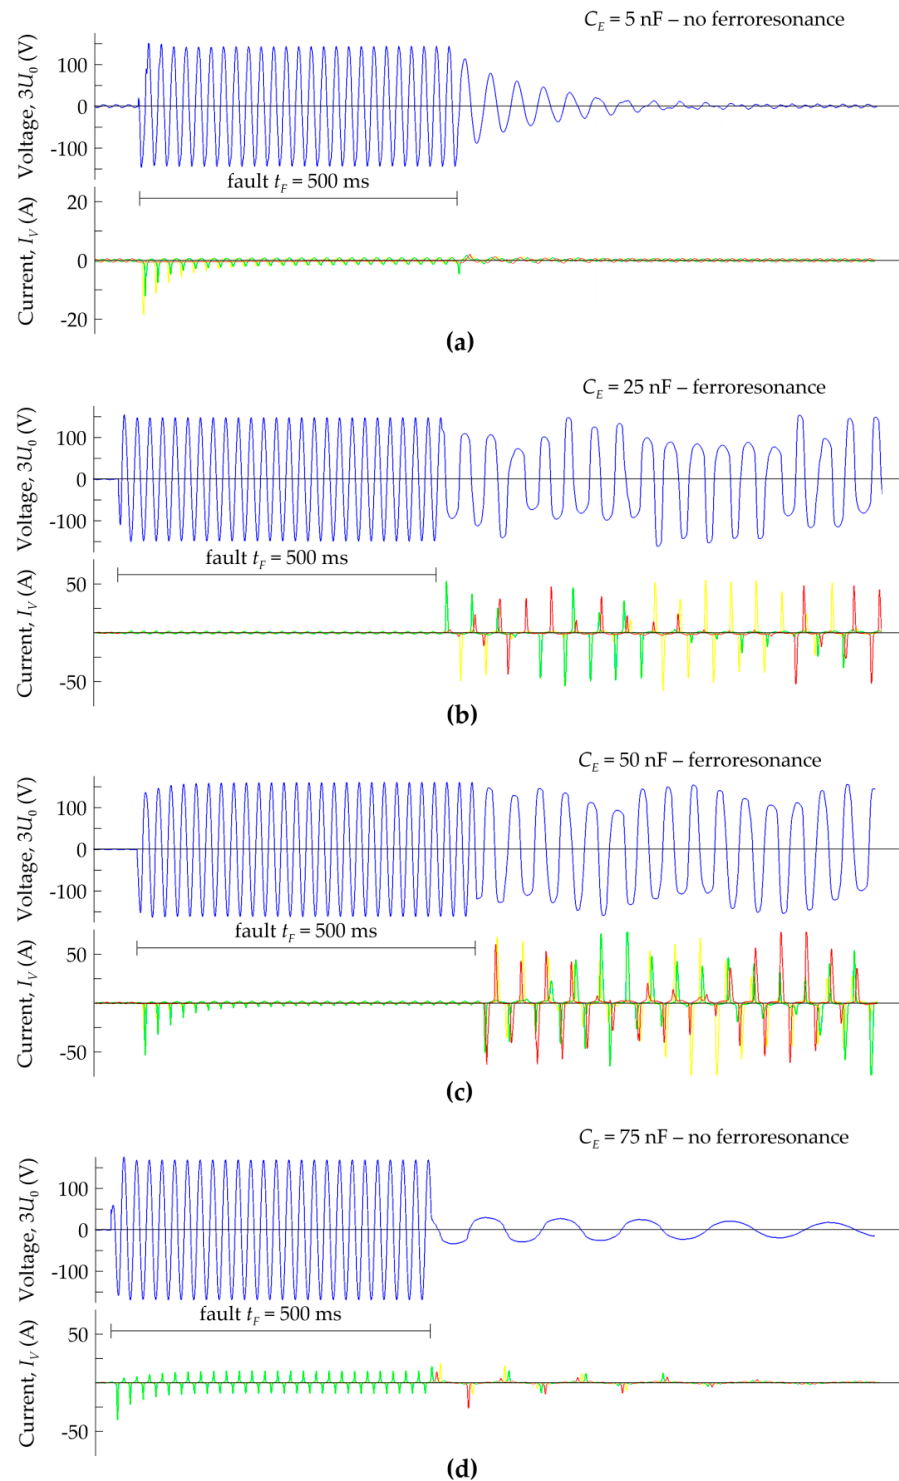 C_E = 5 nF – no ferroresonance
Voltage, 3U_0 (V)
100
0
-100
fault t_F = 500 ms
Current, I_V (A)
20
0
-20
(a)
C_E = 25 nF – ferroresonance
Voltage, 3U_0 (V)
100
0
-100
fault t_F = 500 ms
Current, I_V (A)
50
0
-50
(b)
C_E = 50 nF – ferroresonance
Voltage, 3U_0 (V)
100
0
-100
fault t_F = 500 ms
Current, I_V (A)
50
0
-50
(c)
C_E = 75 nF – no ferroresonance
Voltage, 3U_0 (V)
100
0
-100
fault t_F = 500 ms
Current, I_V (A)
50
0
-50
(d)